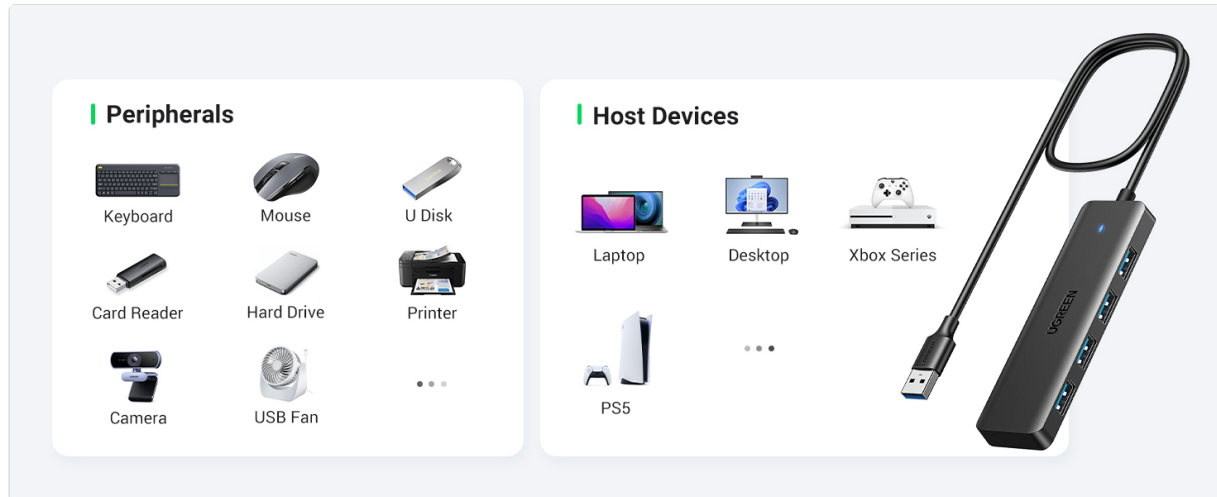 Peripherals
Keyboard
Mouse
U Disk
Card Reader
Hard Drive
Printer
Camera
USB Fan
Host Devices
Laptop
Desktop
Xbox Series
PS5
UGREEN